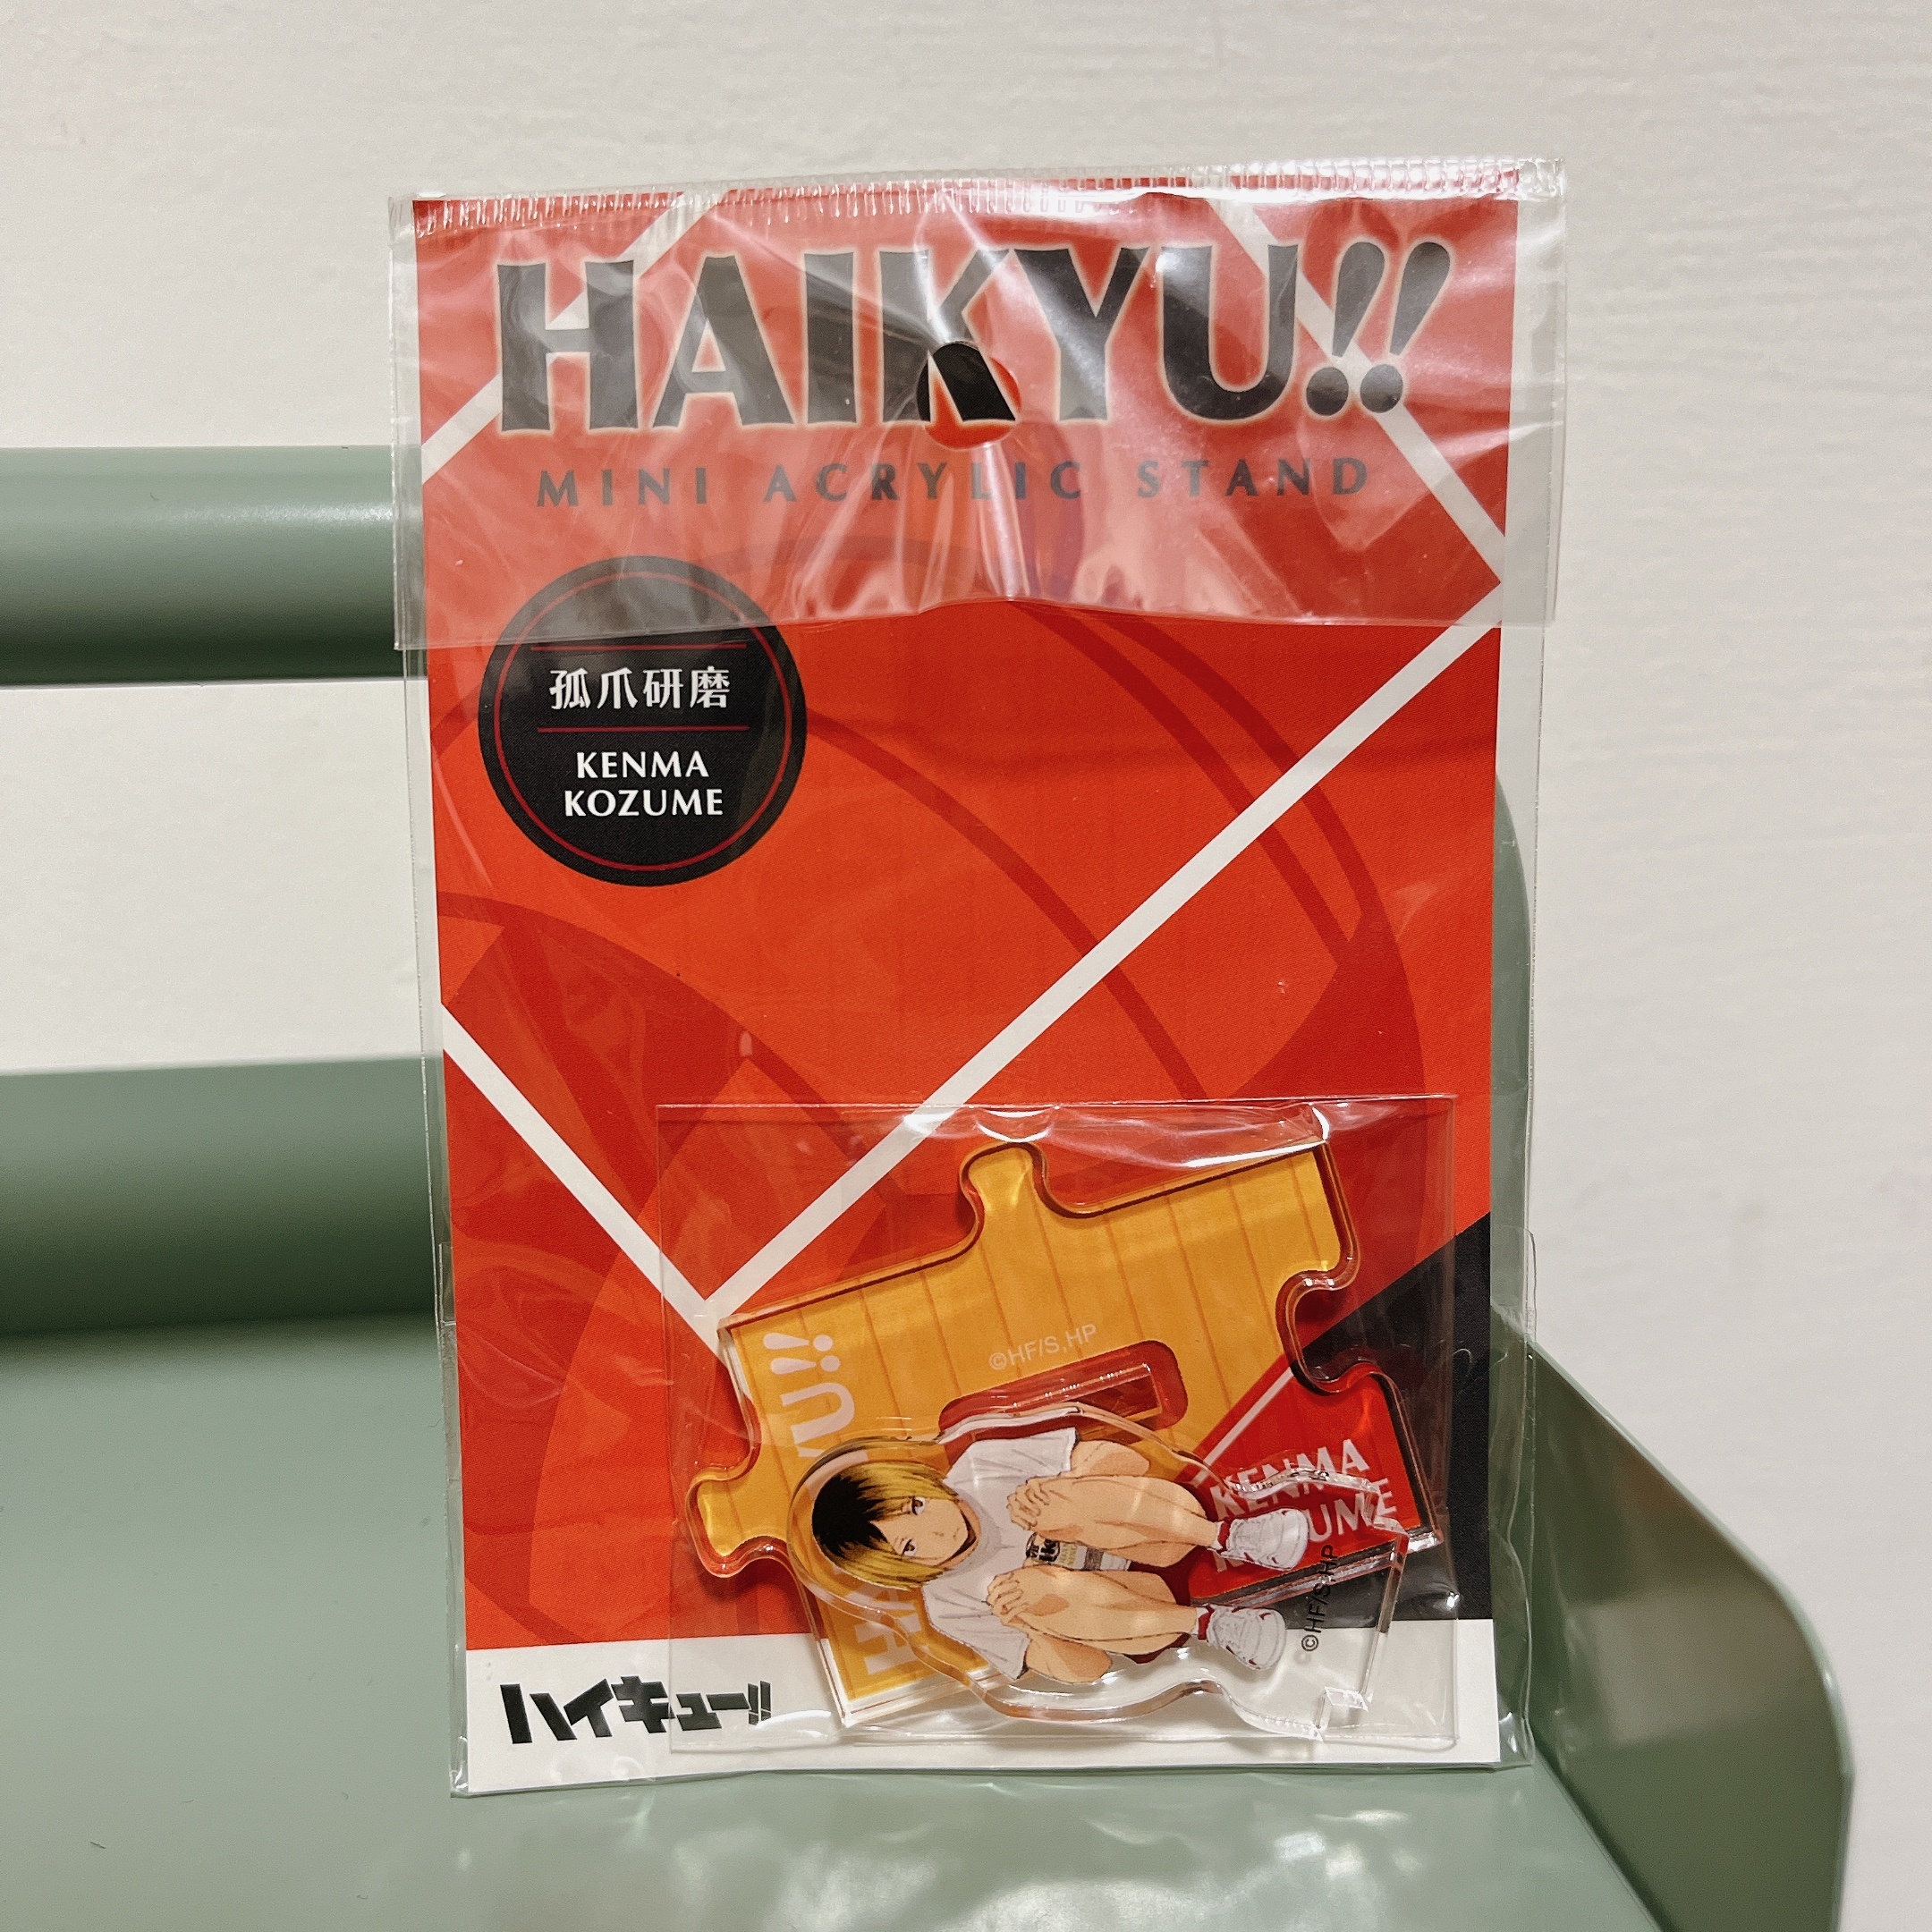 HAIKYU!!
MINI ACRYLIC STAND
孤爪研磨
KENMA
KOZUME
©HF/S,HP
KENMA
©HF/S,HP
ハイキュー!!